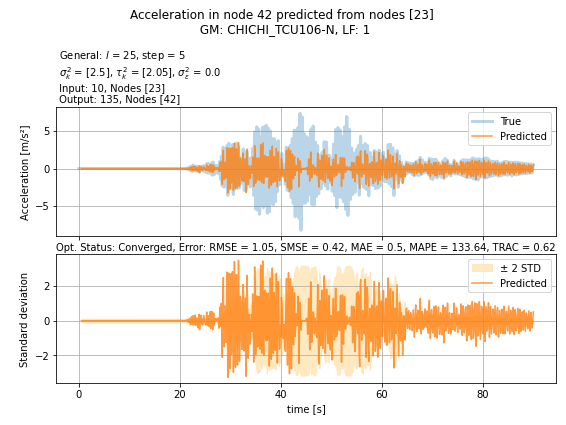 Acceleration in node 42 predicted from nodes [23]
GM: CHICHI_TCU106-N, LF: 1
General: l = 25, step = 5
σ²ₖ = [2.5], τ²ₖ = [2.05], σ²ε = 0.0
Input: 10, Nodes [23]
Output: 135, Nodes [42]
Acceleration [m/s²]
5
0
−5
True
Predicted
Opt. Status: Converged, Error: RMSE = 1.05, SMSE = 0.42, MAE = 0.5, MAPE = 133.64, TRAC = 0.62
Standard deviation
2
0
−2
± 2 STD
Predicted
0 20 40 60 80
time [s]